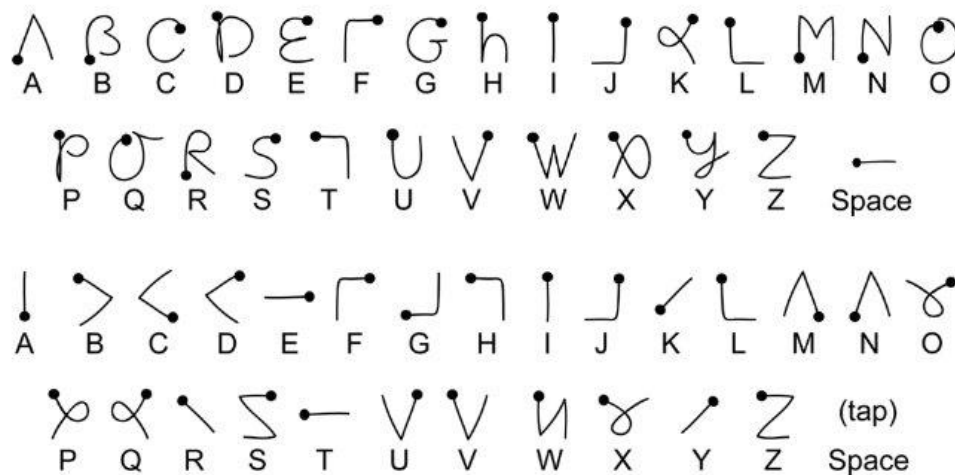 A B C D E F G H I J K L M N O
P Q R S T U V W X Y Z Space
A B C D E F G H I J K L M N O
(tap)
P Q R S T U V W X Y Z Space